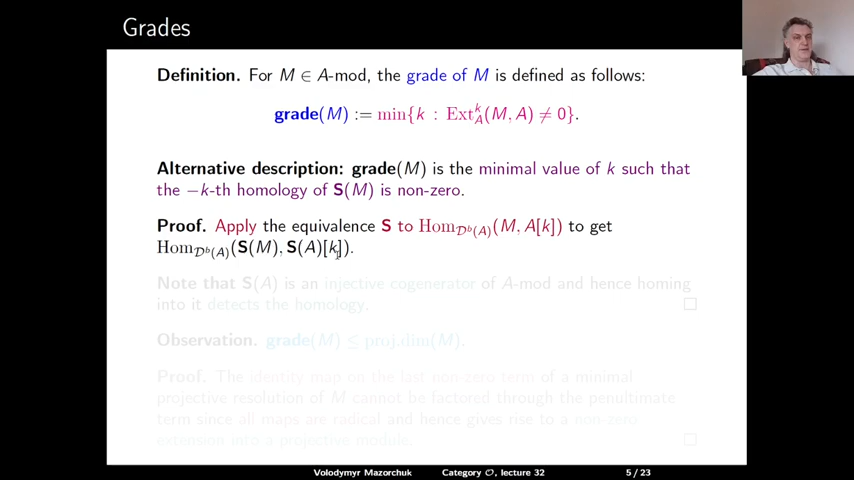 Grades
Definition. For M ∈ A-mod, the grade of M is defined as follows:
grade(M) := min{k : Ext^k_A(M, A) ≠ 0}.
Alternative description: grade(M) is the minimal value of k such that
the −k-th homology of S(M) is non-zero.
Proof. Apply the equivalence S to Hom_{D^b(A)}(M, A[k]) to get
Hom_{D^b(A)}(S(M), S(A)[k]).
Note that S(A) is an injective cogenerator of A-mod and hence homing
into it detects the homology. □
Observation. grade(M) ≤ proj.dim(M).
Proof. The identity map on the last non-zero term of a minimal
projective resolution of M cannot be factored through the penultimate
term since all maps are radical and hence gives rise to a non-zero
extension into a projective module. □
Volodymyr Mazorchuk Category O, lecture 32 5 / 23